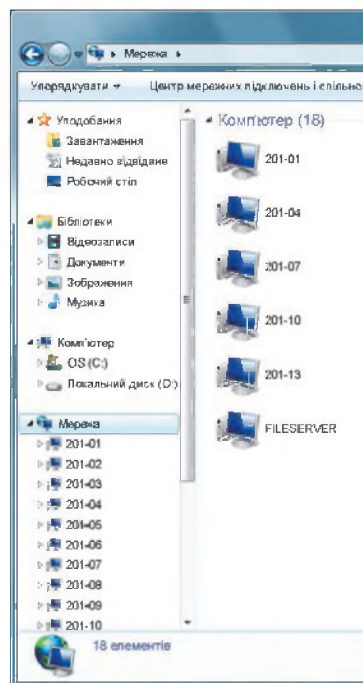 Мережа
Упорядкувати Центр мережних підключень і спільно
Уподобання
Завантаження
Недавно відвідане
Робочий стіл
Бібліотеки
Відеозаписи
Документи
Зображення
Музика
Комп'ютер
OS (C:)
Локальний диск (D:)
Мережа
201-01
201-02
201-03
201-04
201-05
201-06
201-07
201-08
201-09
201-10
Комп'ютер (18)
201-01
201-04
201-07
201-10
201-13
FILESERVER
18 елементів